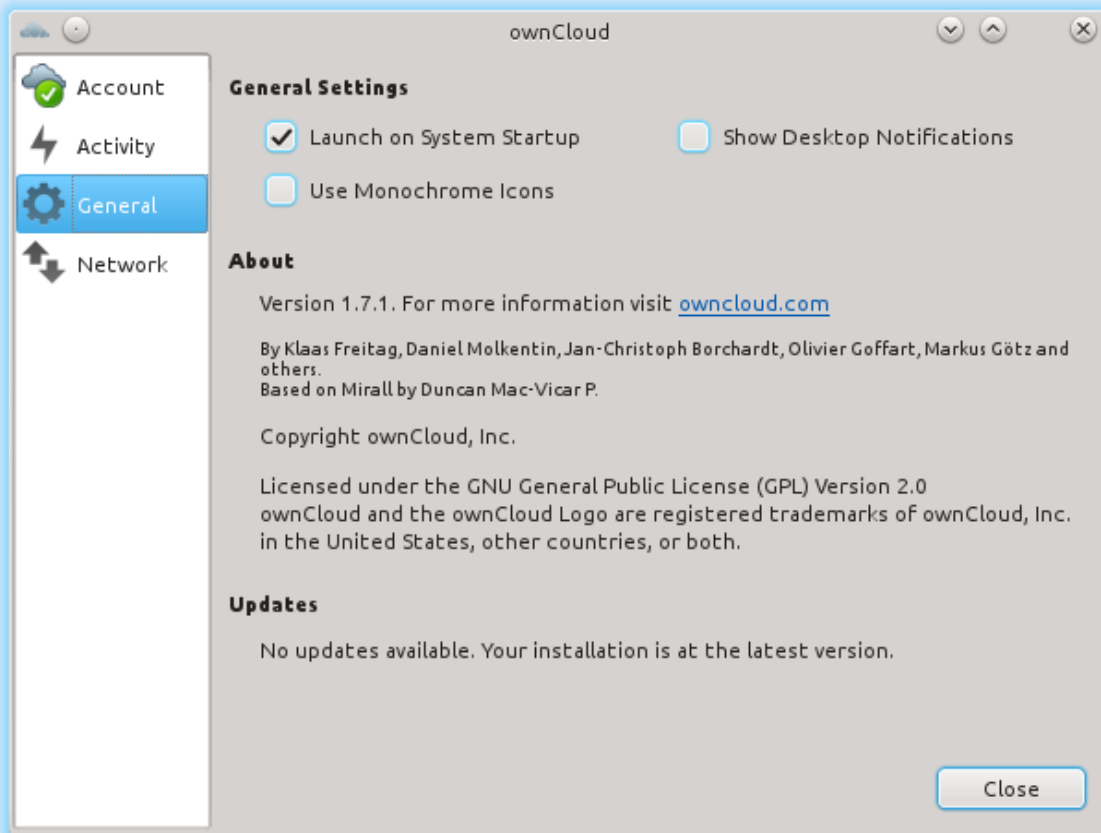 ownCloud
Account
Activity
General
Network
General Settings
Launch on System Startup
Show Desktop Notifications
Use Monochrome Icons
About
Version 1.7.1. For more information visit owncloud.com
By Klaas Freitag, Daniel Molkentin, Jan-Christoph Borchardt, Olivier Goffart, Markus Götz and
others.
Based on Mirall by Duncan Mac-Vicar P.
Copyright ownCloud, Inc.
Licensed under the GNU General Public License (GPL) Version 2.0
ownCloud and the ownCloud Logo are registered trademarks of ownCloud, Inc.
in the United States, other countries, or both.
Updates
No updates available. Your installation is at the latest version.
Close